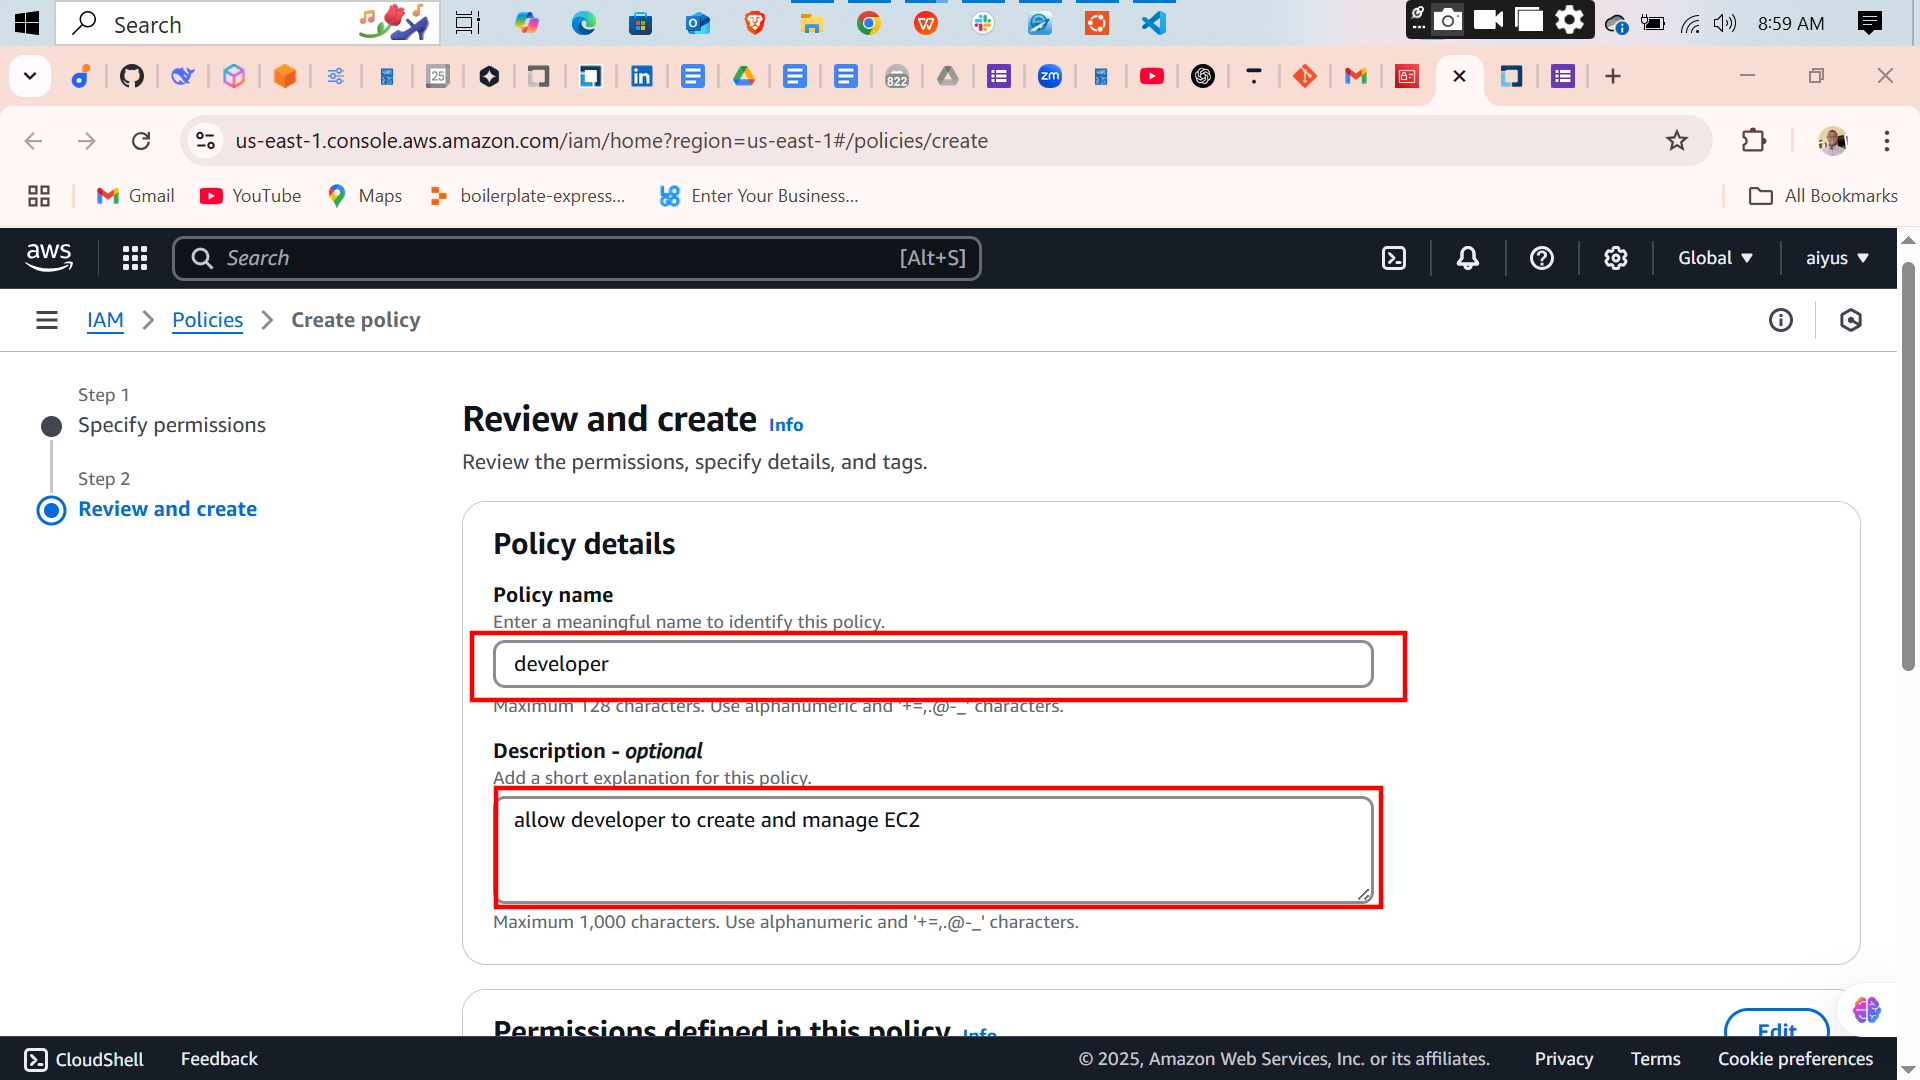 Search
8:59 AM
25
822
zm
us-east-1.console.aws.amazon.com/iam/home?region=us-east-1#/policies/create
Gmail
YouTube
Maps
boilerplate-express...
Enter Your Business...
All Bookmarks
aws
Search
[Alt+S]
Global
aiyus
IAM
Policies
Create policy
Step 1
Specify permissions
Step 2
Review and create
Review and create Info
Review the permissions, specify details, and tags.
Policy details
Policy name
Enter a meaningful name to identify this policy.
developer
Maximum 128 characters. Use alphanumeric and '+=,.@-_' characters.
Description - optional
Add a short explanation for this policy.
allow developer to create and manage EC2
Maximum 1,000 characters. Use alphanumeric and '+=,.@-_' characters.
Permissions defined in this policy Info
Edit
CloudShell
Feedback
© 2025, Amazon Web Services, Inc. or its affiliates.
Privacy
Terms
Cookie preferences